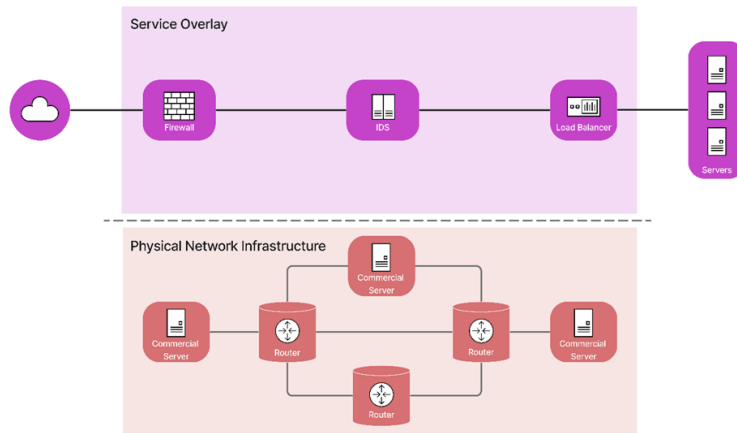 Service Overlay
Firewall
IDS
Load Balancer
Servers
Physical Network Infrastructure
Commercial
Server
Commercial
Server
Router
Router
Commercial
Server
Router